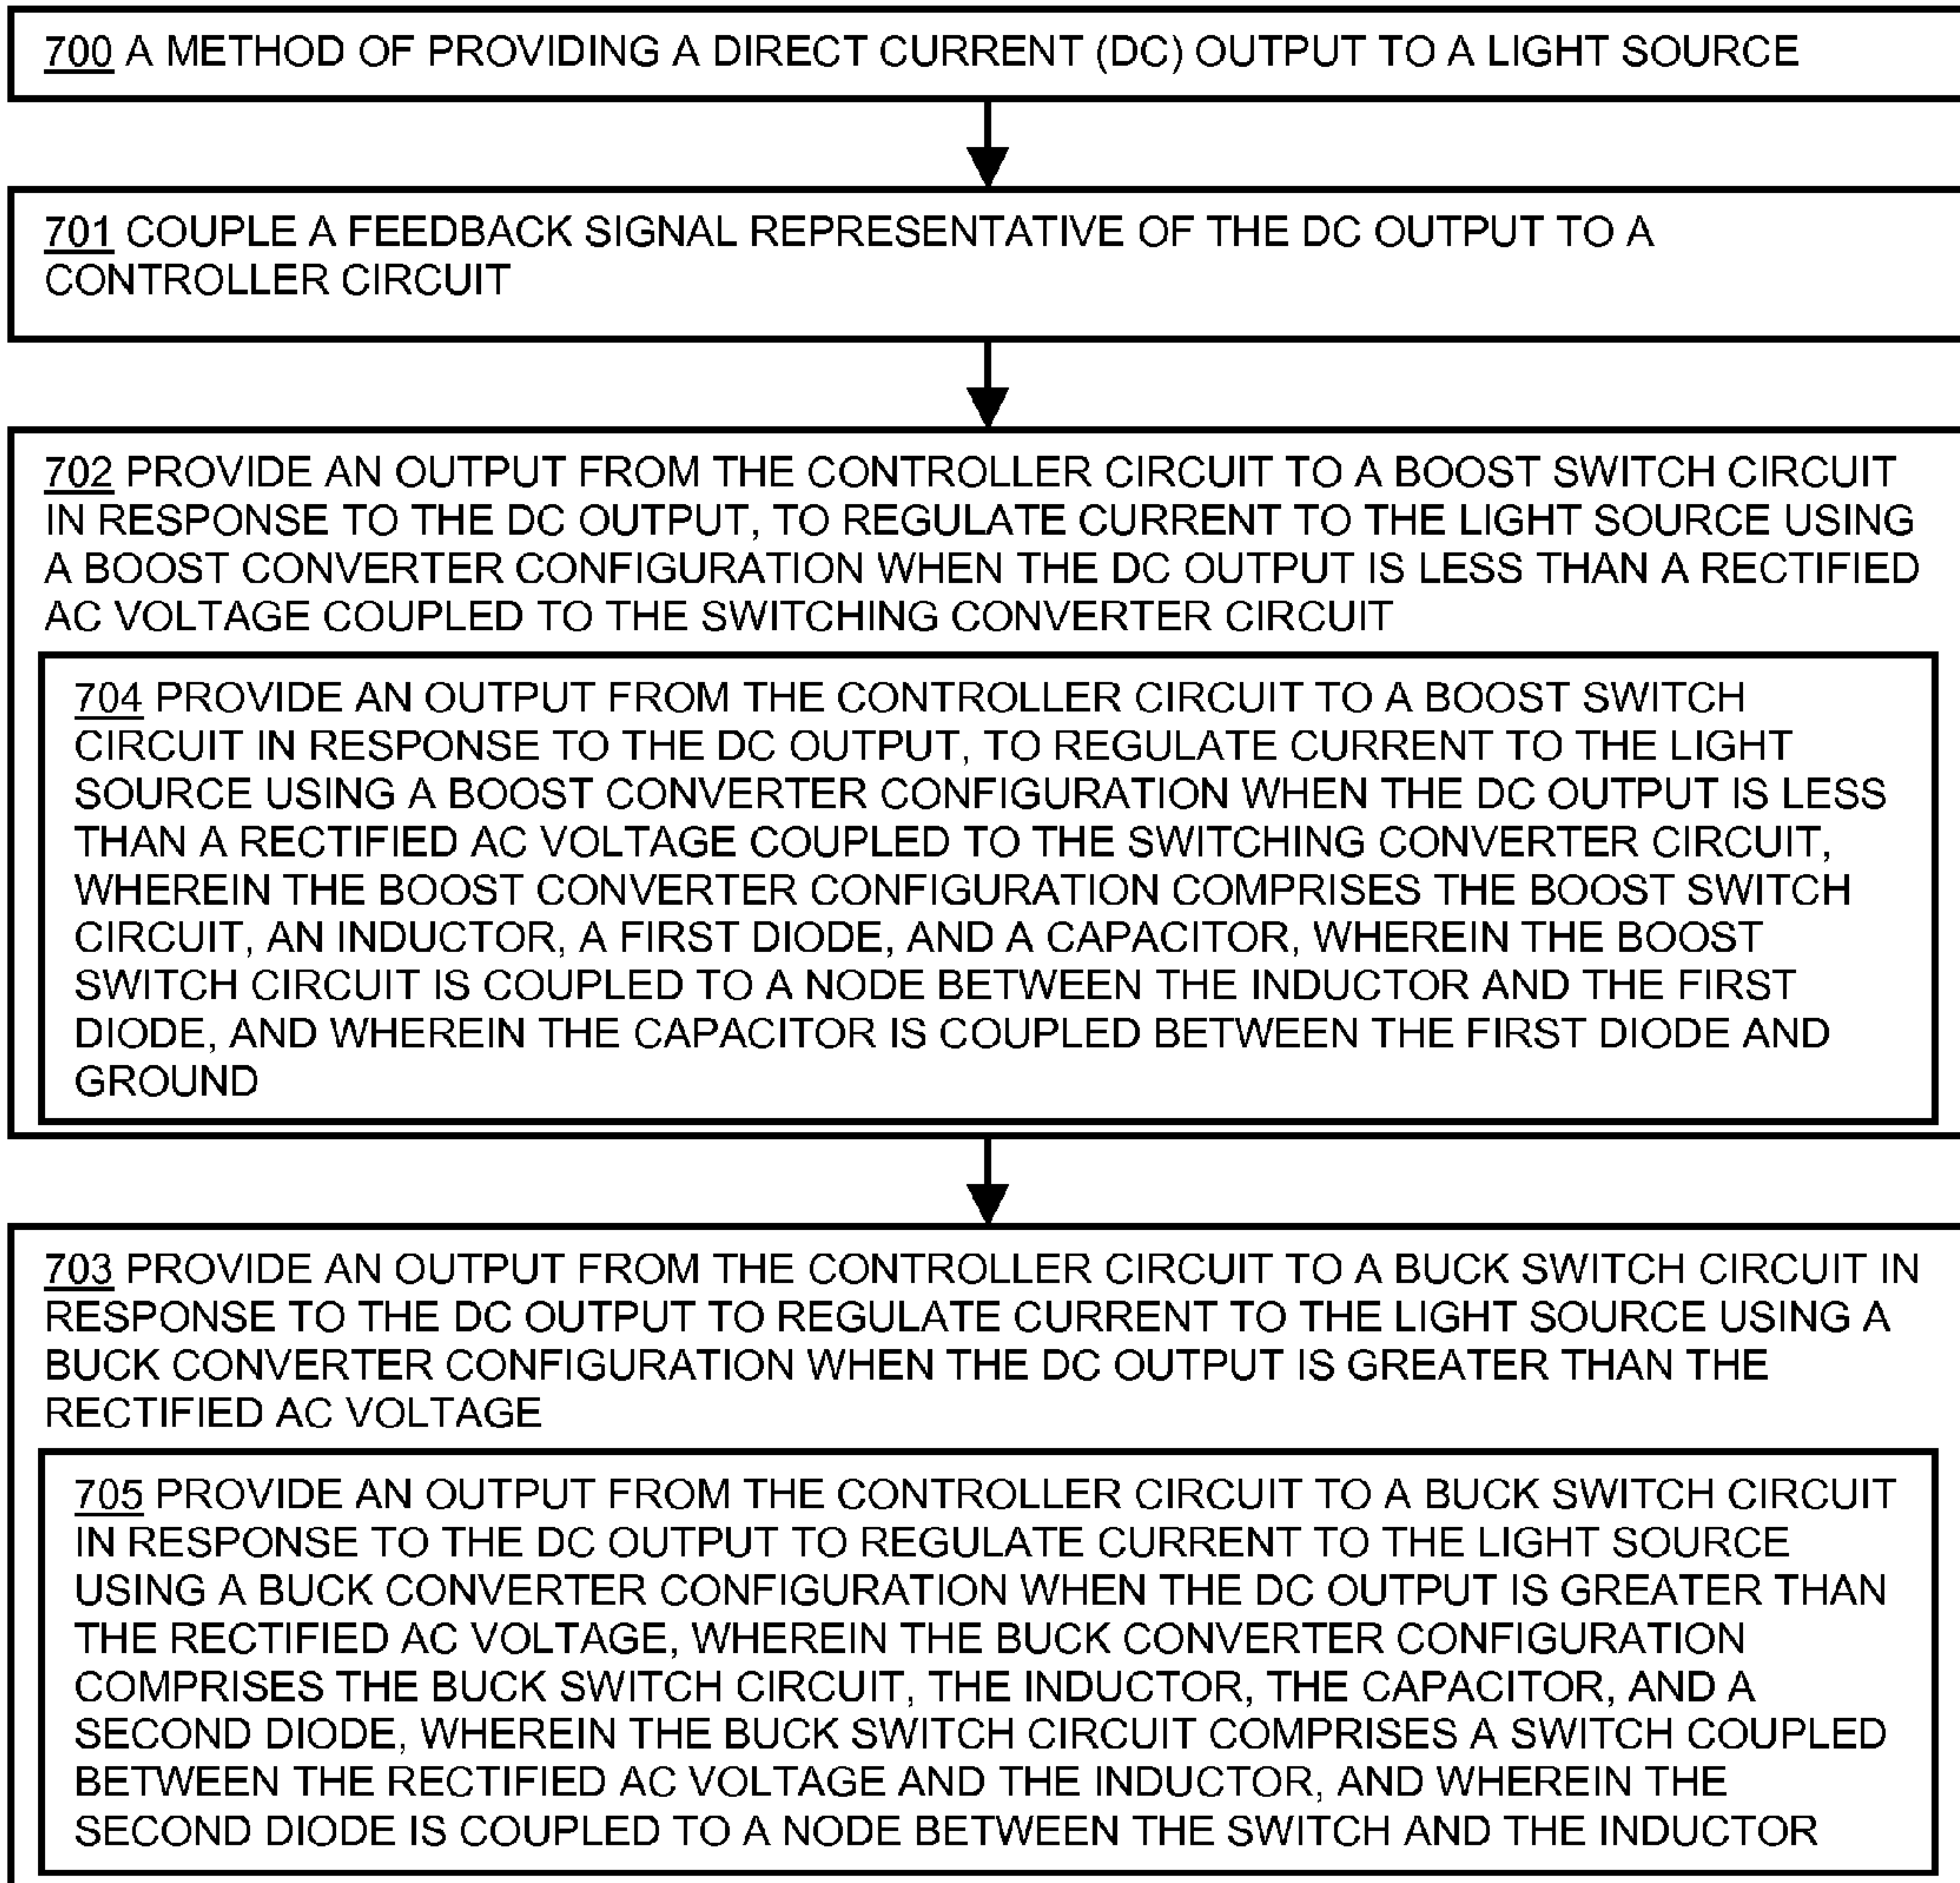 700 A METHOD OF PROVIDING A DIRECT CURRENT (DC) OUTPUT TO A LIGHT SOURCE
701 COUPLE A FEEDBACK SIGNAL REPRESENTATIVE OF THE DC OUTPUT TO A
CONTROLLER CIRCUIT
702 PROVIDE AN OUTPUT FROM THE CONTROLLER CIRCUIT TO A BOOST SWITCH CIRCUIT
IN RESPONSE TO THE DC OUTPUT, TO REGULATE CURRENT TO THE LIGHT SOURCE USING
A BOOST CONVERTER CONFIGURATION WHEN THE DC OUTPUT IS LESS THAN A RECTIFIED
AC VOLTAGE COUPLED TO THE SWITCHING CONVERTER CIRCUIT
704 PROVIDE AN OUTPUT FROM THE CONTROLLER CIRCUIT TO A BOOST SWITCH
CIRCUIT IN RESPONSE TO THE DC OUTPUT, TO REGULATE CURRENT TO THE LIGHT
SOURCE USING A BOOST CONVERTER CONFIGURATION WHEN THE DC OUTPUT IS LESS
THAN A RECTIFIED AC VOLTAGE COUPLED TO THE SWITCHING CONVERTER CIRCUIT,
WHEREIN THE BOOST CONVERTER CONFIGURATION COMPRISES THE BOOST SWITCH
CIRCUIT, AN INDUCTOR, A FIRST DIODE, AND A CAPACITOR, WHEREIN THE BOOST
SWITCH CIRCUIT IS COUPLED TO A NODE BETWEEN THE INDUCTOR AND THE FIRST
DIODE, AND WHEREIN THE CAPACITOR IS COUPLED BETWEEN THE FIRST DIODE AND
GROUND
703 PROVIDE AN OUTPUT FROM THE CONTROLLER CIRCUIT TO A BUCK SWITCH CIRCUIT IN
RESPONSE TO THE DC OUTPUT TO REGULATE CURRENT TO THE LIGHT SOURCE USING A
BUCK CONVERTER CONFIGURATION WHEN THE DC OUTPUT IS GREATER THAN THE
RECTIFIED AC VOLTAGE
705 PROVIDE AN OUTPUT FROM THE CONTROLLER CIRCUIT TO A BUCK SWITCH CIRCUIT
IN RESPONSE TO THE DC OUTPUT TO REGULATE CURRENT TO THE LIGHT SOURCE
USING A BUCK CONVERTER CONFIGURATION WHEN THE DC OUTPUT IS GREATER THAN
THE RECTIFIED AC VOLTAGE, WHEREIN THE BUCK CONVERTER CONFIGURATION
COMPRISES THE BUCK SWITCH CIRCUIT, THE INDUCTOR, THE CAPACITOR, AND A
SECOND DIODE, WHEREIN THE BUCK SWITCH CIRCUIT COMPRISES A SWITCH COUPLED
BETWEEN THE RECTIFIED AC VOLTAGE AND THE INDUCTOR, AND WHEREIN THE
SECOND DIODE IS COUPLED TO A NODE BETWEEN THE SWITCH AND THE INDUCTOR